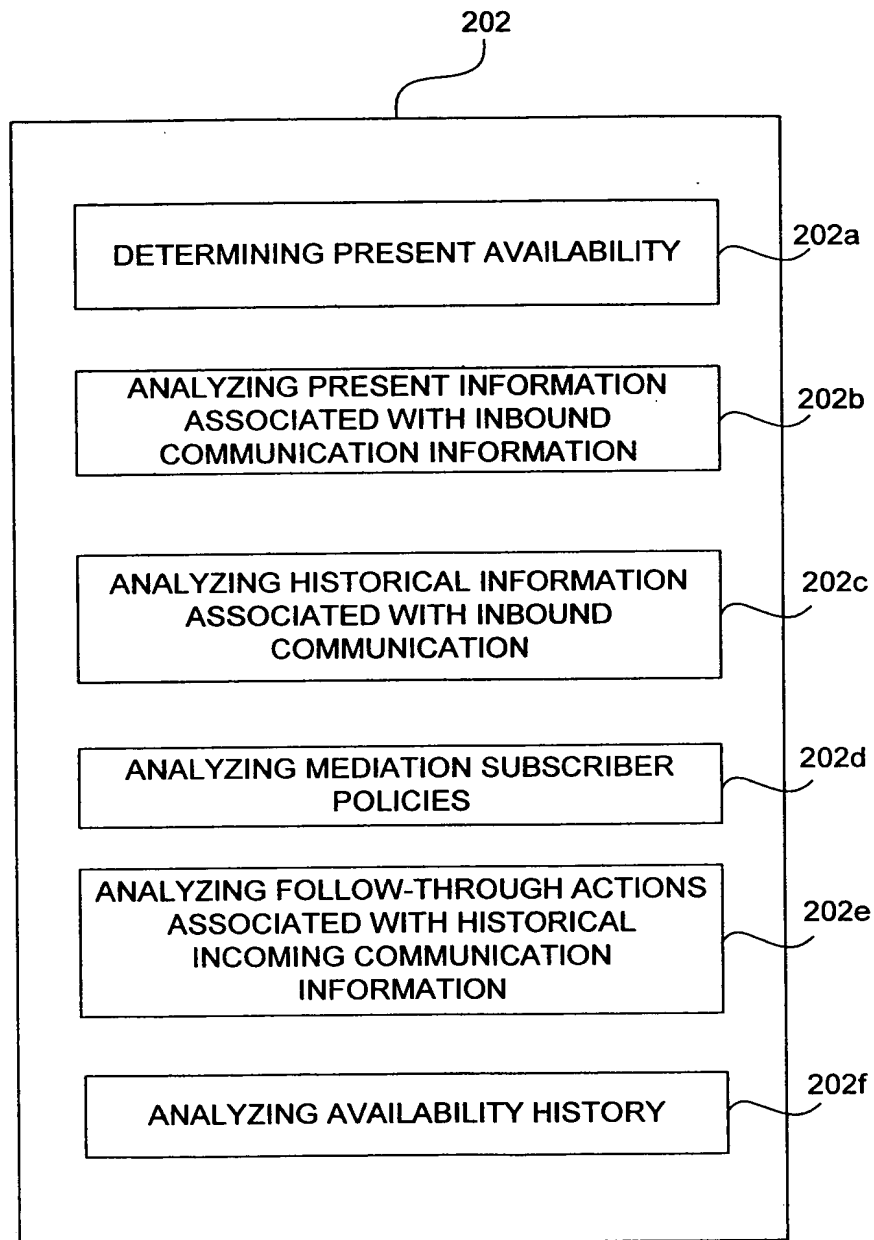 202
DETERMINING PRESENT AVAILABILITY
202a
ANALYZING PRESENT INFORMATION
ASSOCIATED WITH INBOUND
COMMUNICATION INFORMATION
202b
ANALYZING HISTORICAL INFORMATION
ASSOCIATED WITH INBOUND
COMMUNICATION
202c
ANALYZING MEDIATION SUBSCRIBER
POLICIES
202d
ANALYZING FOLLOW-THROUGH ACTIONS
ASSOCIATED WITH HISTORICAL
INCOMING COMMUNICATION
INFORMATION
202e
ANALYZING AVAILABILITY HISTORY
202f